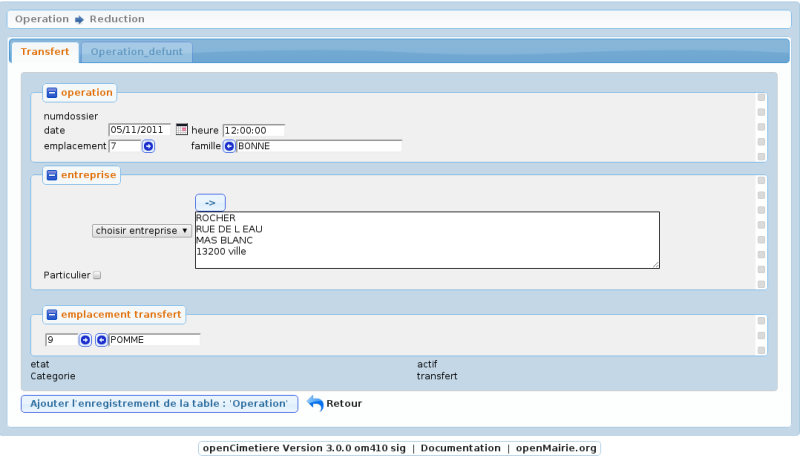 Operation Reduction
Transfert Operation_defunt
operation
numdossier
date 05/11/2011 heure 12:00:00
emplacement 7 famille BONNE
entreprise
->
choisir entreprise ▼
ROCHER
RUE DE L EAU
MAS BLANC
13200 ville
Particulier
emplacement transfert
9 POMME
etat actif
Categorie transfert
Ajouter l'enregistrement de la table : 'Operation' Retour
openCimetiere Version 3.0.0 om410 sig | Documentation | openMairie.org